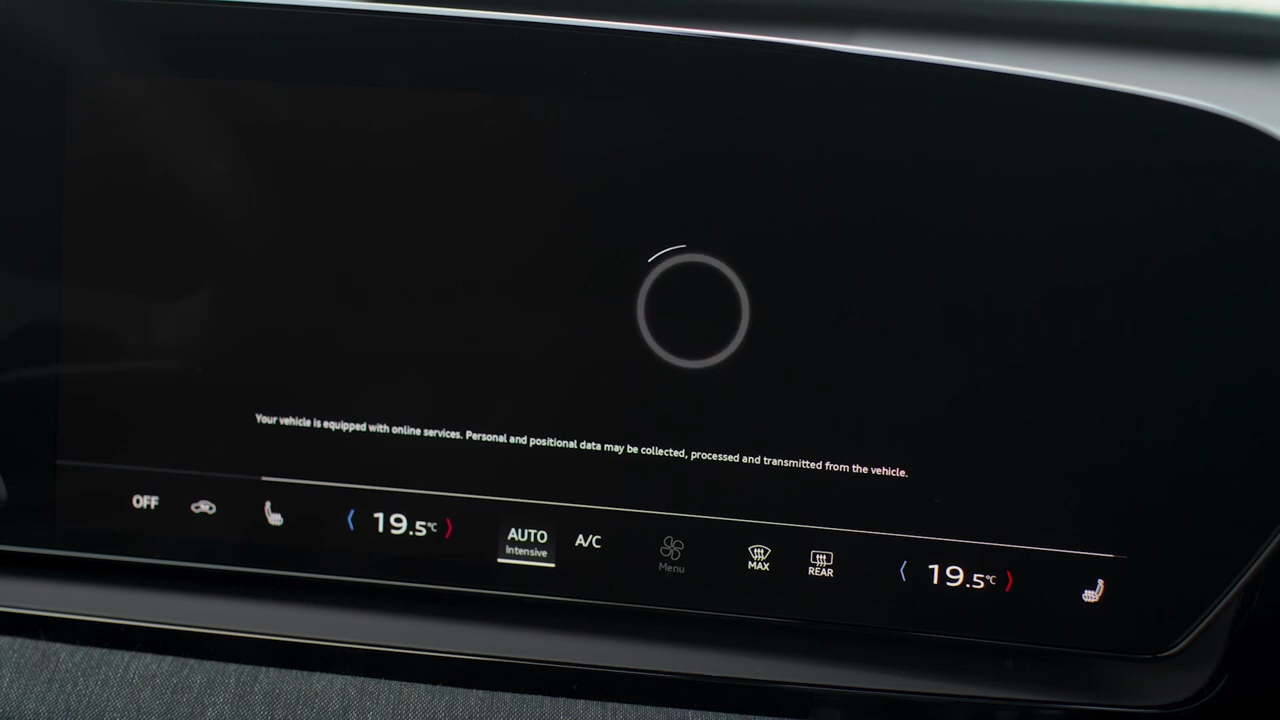 Your vehicle is equipped with online services. Personal and positional data may be collected, processed and transmitted from the vehicle.
OFF
19.5°C
AUTO
Intensive
A/C
Menu
MAX
REAR
19.5°C